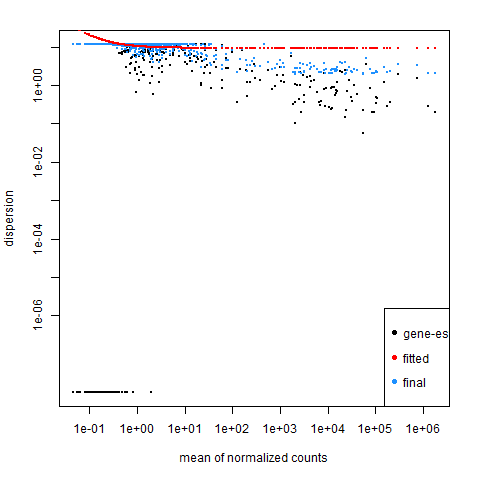 1e+00
1e-02
1e-04
1e-06
dispersion
gene-es
fitted
final
1e-01 1e+00 1e+01 1e+02 1e+03 1e+04 1e+05 1e+06
mean of normalized counts